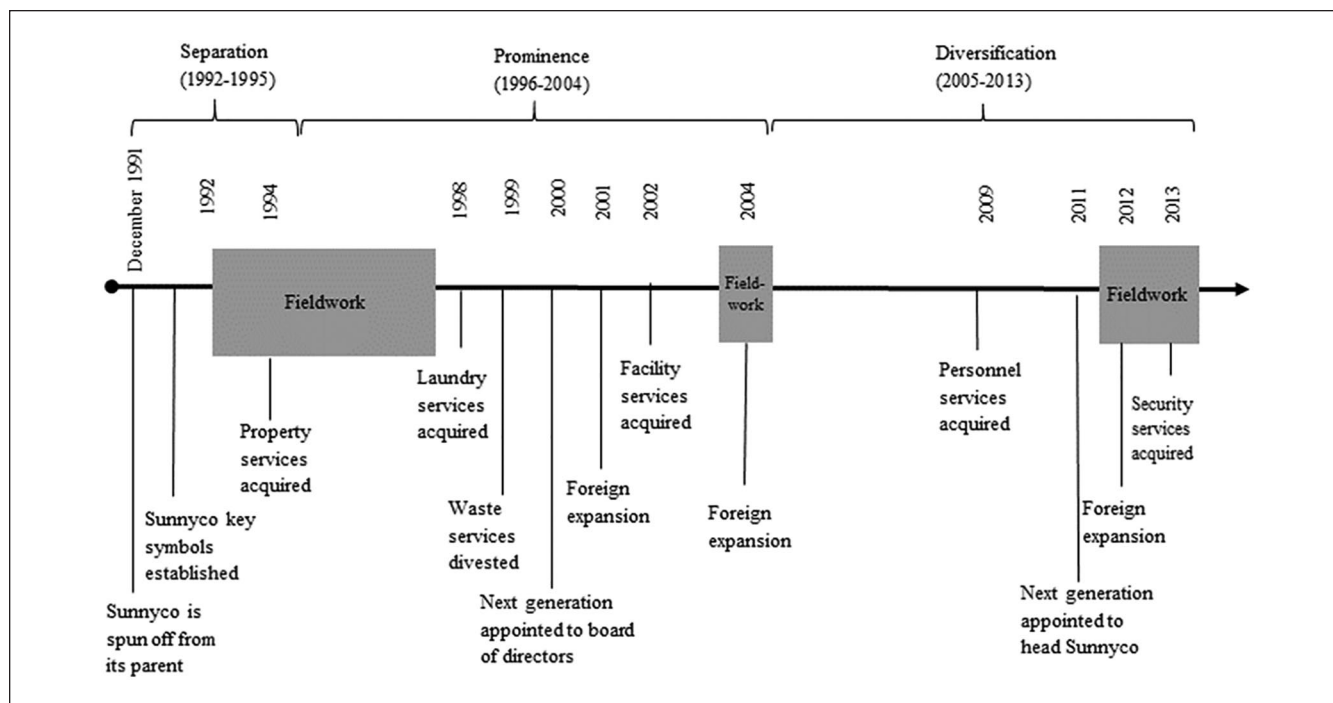 Separation
(1992-1995)
Prominence
(1996-2004)
Diversification
(2005-2013)
December 1991
1992
1994
1998
1999
2000
2001
2002
2004
2009
2011
2012
2013
Fieldwork
Field-
work
Fieldwork
Sunnyco is
spun off from
its parent
Sunnyco key
symbols
established
Property
services
acquired
Laundry
services
acquired
Waste
services
divested
Next generation
appointed to board
of directors
Foreign
expansion
Facility
services
acquired
Foreign
expansion
Personnel
services
acquired
Next generation
appointed to
head Sunnyco
Foreign
expansion
Security
services
acquired